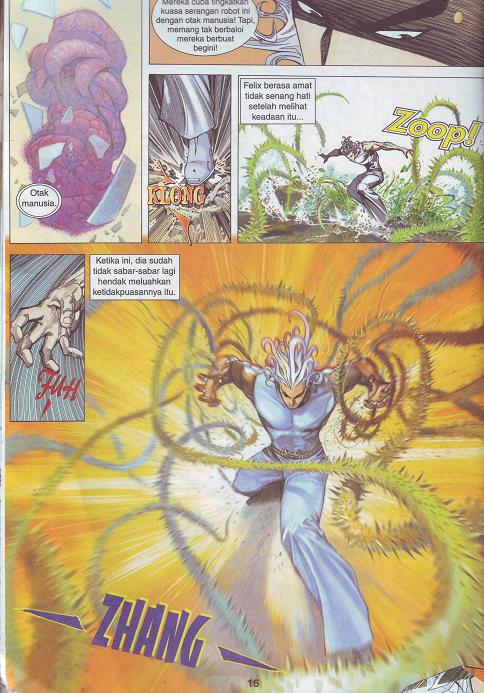 Mereka cuba tingkatkan
kuasa serangan robot ini
dengan otak manusia! Tapi,
memang tak berbaloi
mereka berbuat
begini!
Otak
manusia.
KLONG
Felix berasa amat
tidak senang hati
setelah melihat
keadaan itu...
Zoop!
Ketika ini, dia sudah
tidak sabar-sabar lagi
hendak meluahkan
ketidakpuasannya itu.
FUH!
ZHANG
16